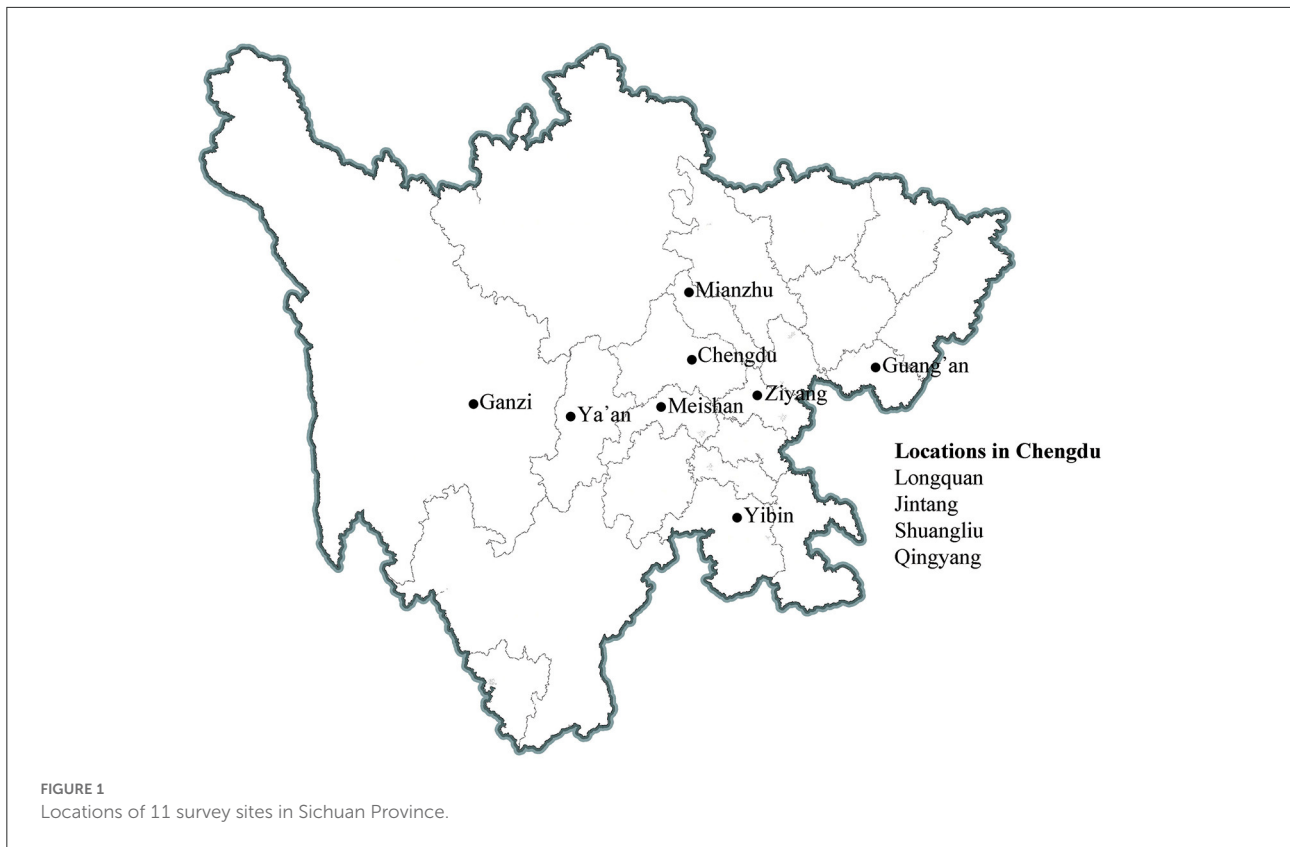 Mianzhu
Chengdu
Guang’an
Ziyang
Ganzi
Ya’an
Meishan
Yibin
Locations in Chengdu
Longquan
Jintang
Shuangliu
Qingyang
FIGURE 1
Locations of 11 survey sites in Sichuan Province.